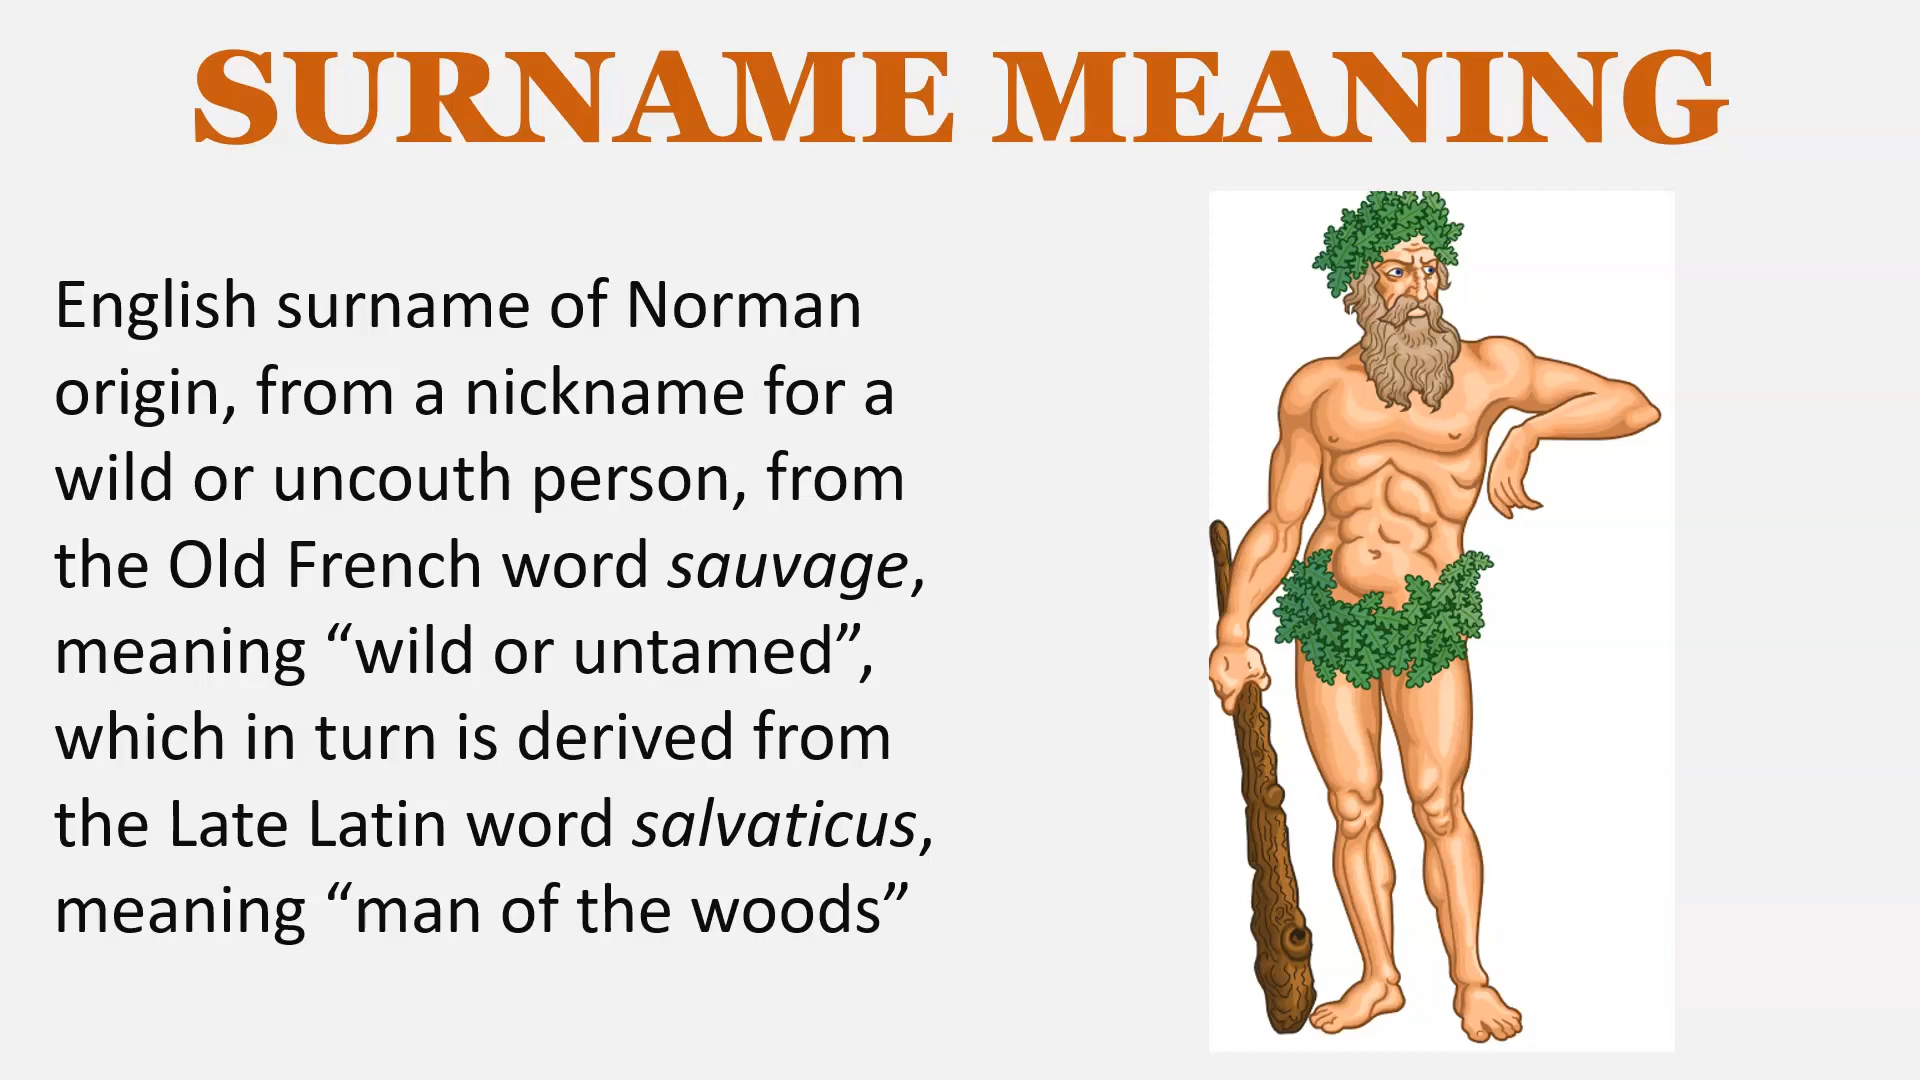 SURNAME MEANING
English surname of Norman
origin, from a nickname for a
wild or uncouth person, from
the Old French word sauvage,
meaning “wild or untamed”,
which in turn is derived from
the Late Latin word salvaticus,
meaning “man of the woods”